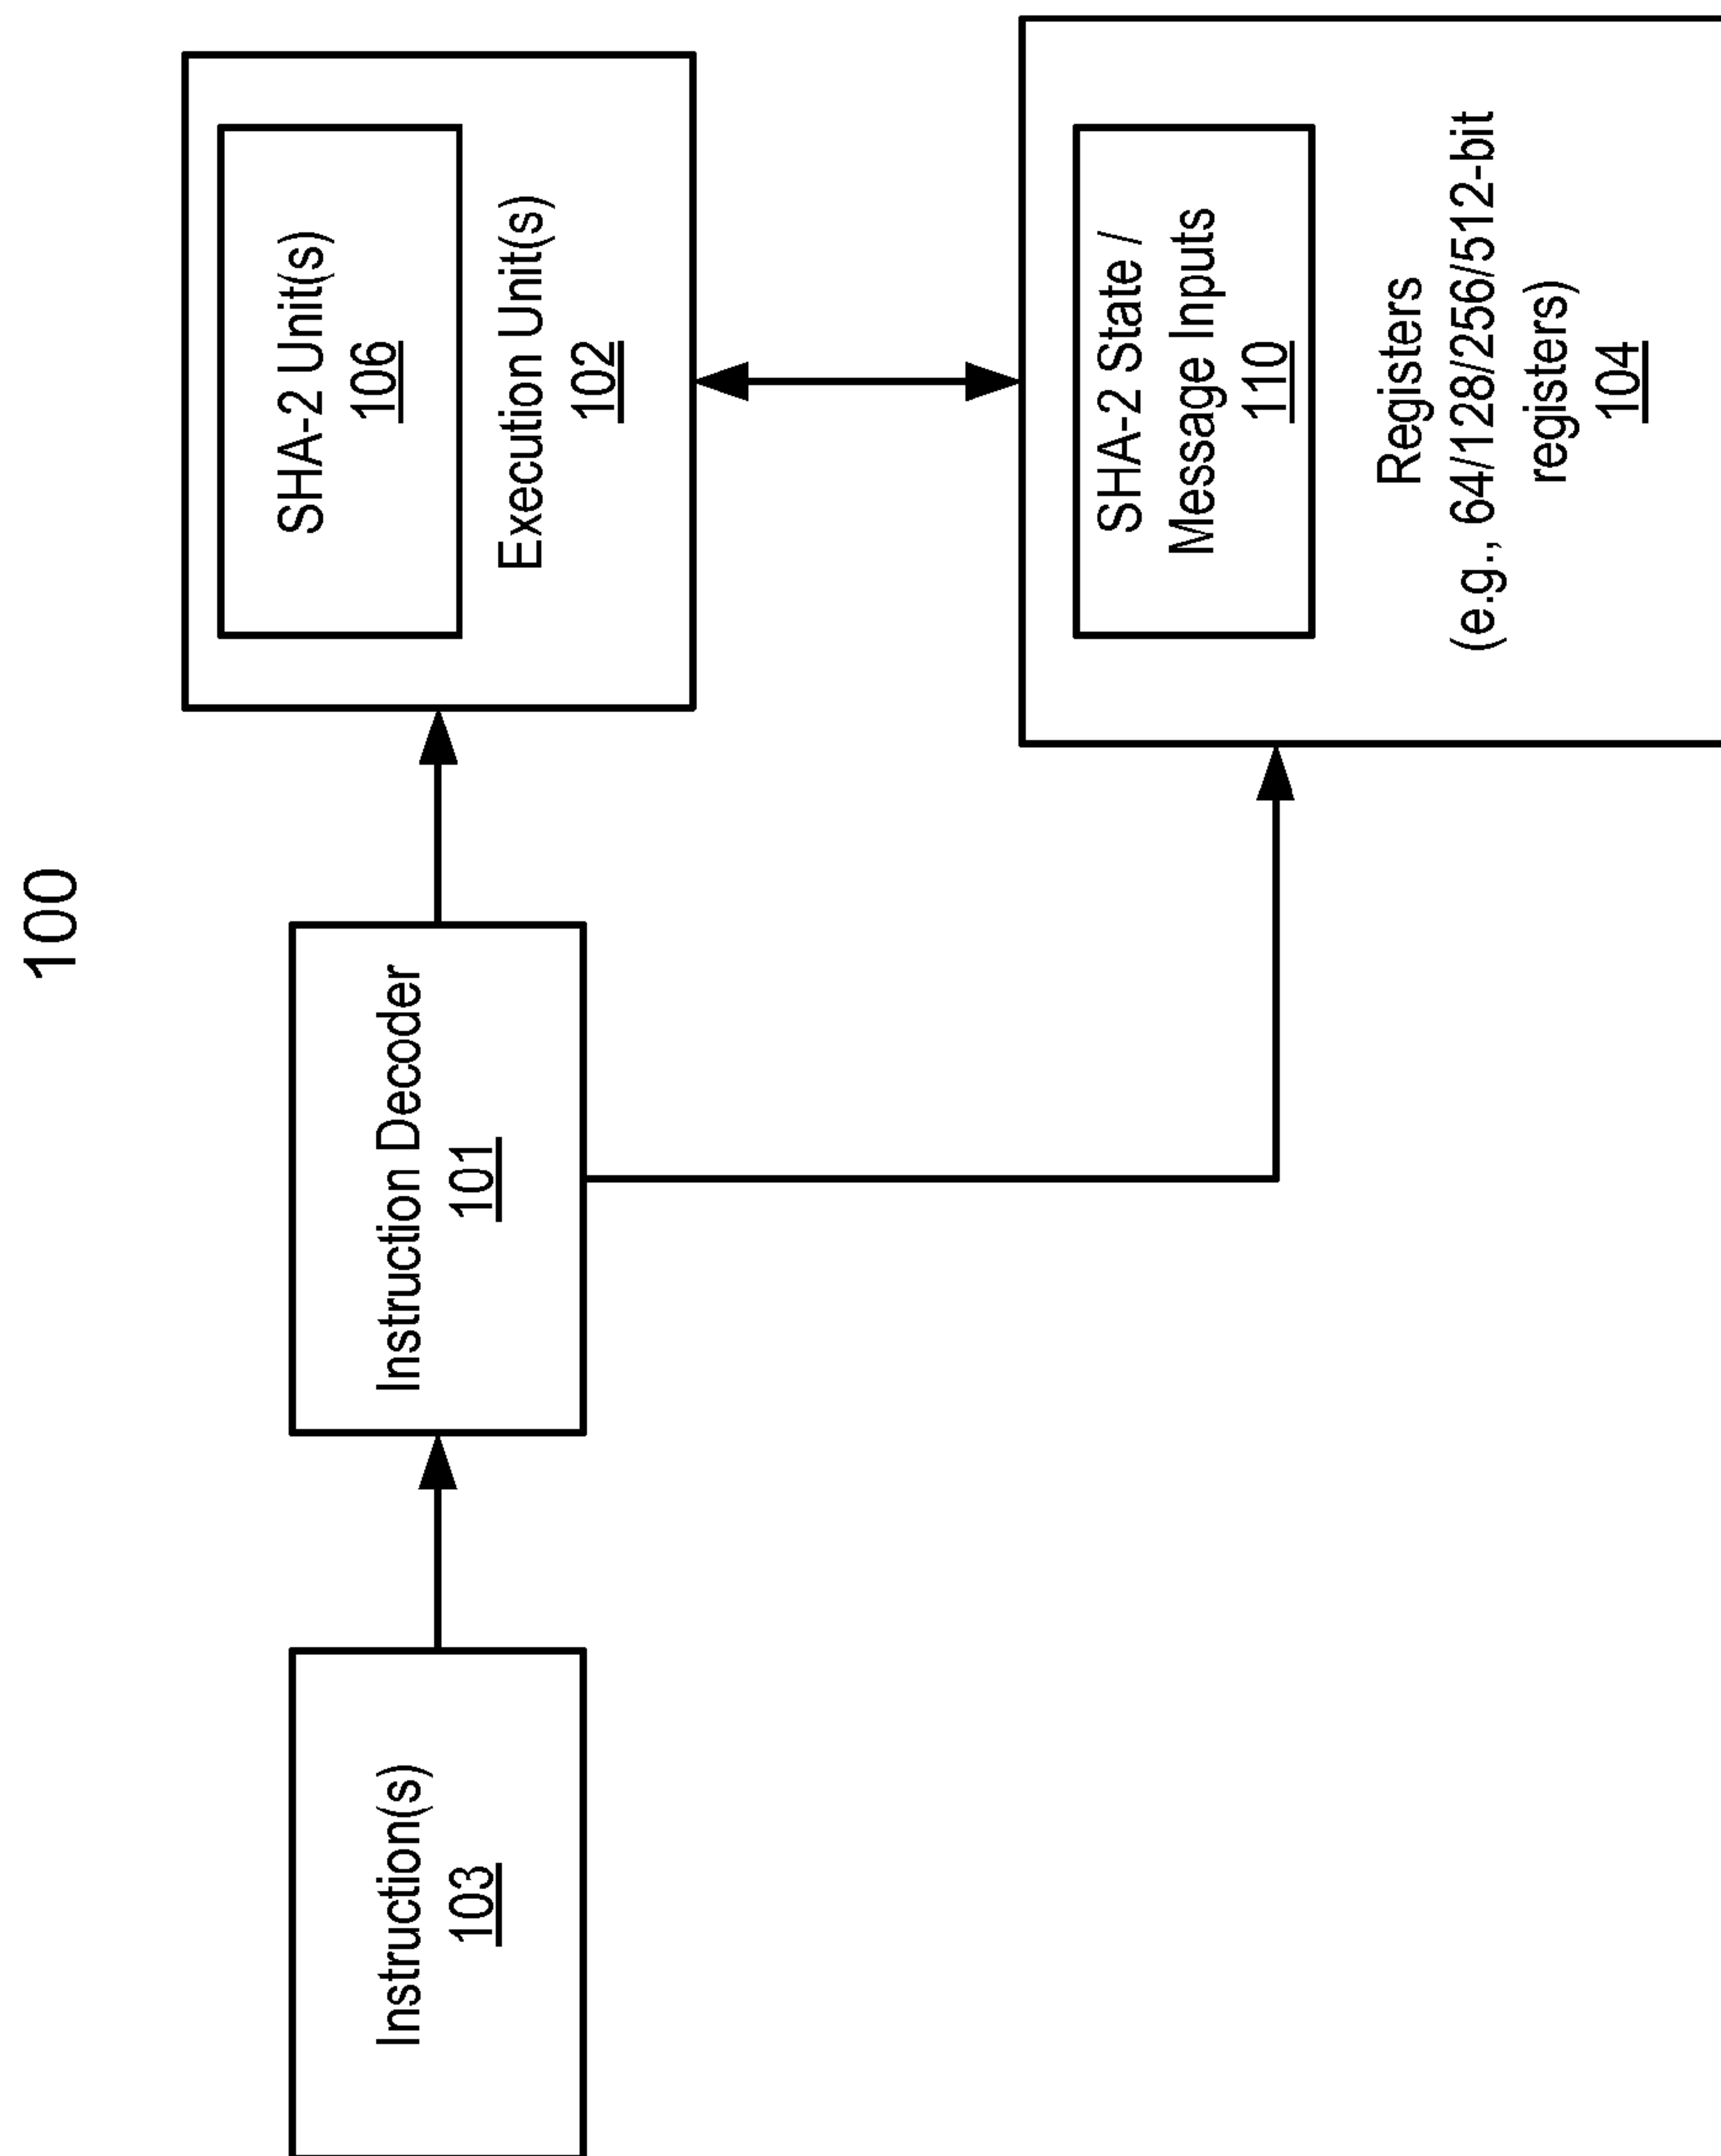 100
Instruction(s)
103
Instruction Decoder
101
SHA-2 Unit(s)
106
Execution Unit(s)
102
SHA-2 State /
Message Inputs
110
Registers
(e.g., 64/128/256/512-bit
registers)
104